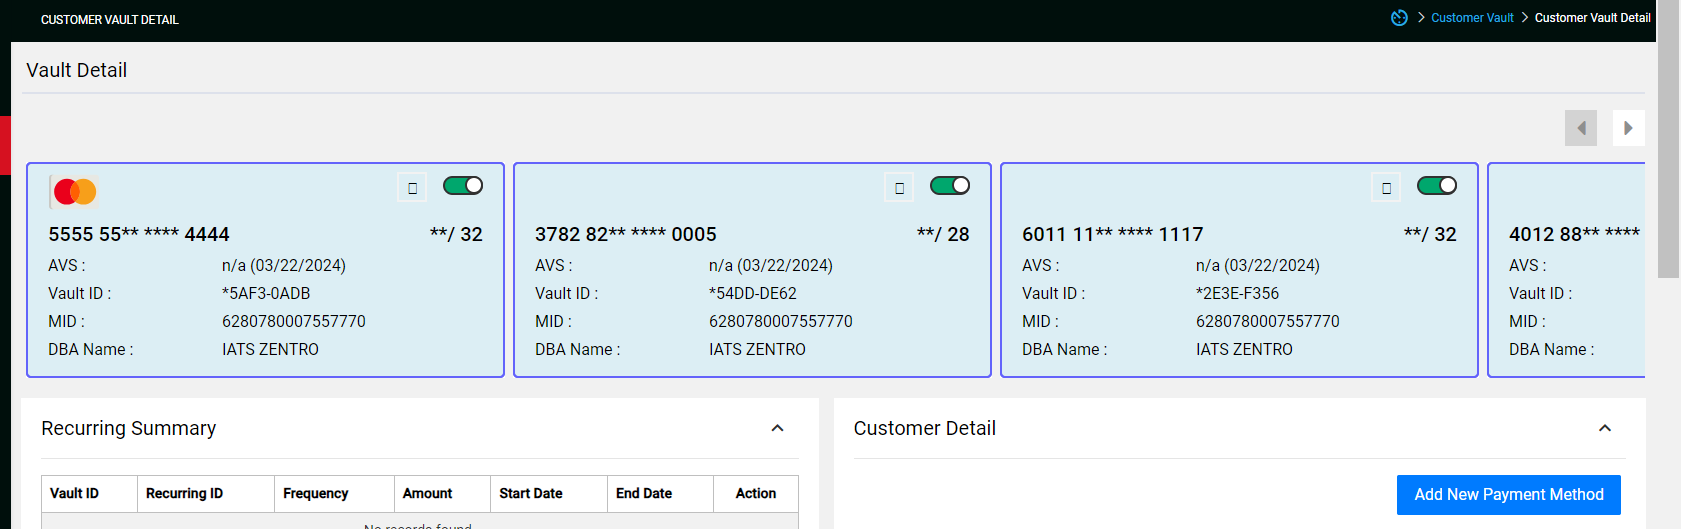 CUSTOMER VAULT DETAIL
Customer Vault Customer Vault Detail
Vault Detail
5555 55** **** 4444 **/ 32
AVS : n/a (03/22/2024)
Vault ID : *5AF3-0ADB
MID : 6280780007557770
DBA Name : IATS ZENTRO
3782 82** **** 0005 **/ 28
AVS : n/a (03/22/2024)
Vault ID : *54DD-DE62
MID : 6280780007557770
DBA Name : IATS ZENTRO
6011 11** **** 1117 **/ 32
AVS : n/a (03/22/2024)
Vault ID : *2E3E-F356
MID : 6280780007557770
DBA Name : IATS ZENTRO
4012 88** ****
AVS :
Vault ID :
MID :
DBA Name :
Recurring Summary
Vault ID Recurring ID Frequency Amount Start Date End Date Action
No records found
Customer Detail
Add New Payment Method